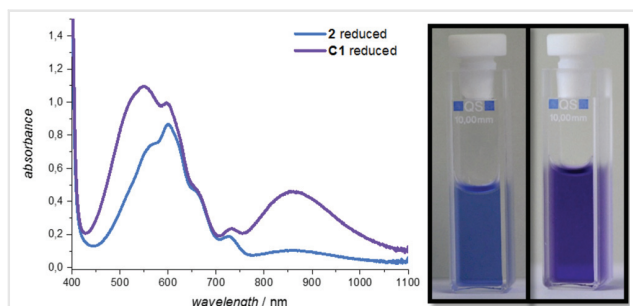 2 reduced
C1 reduced
absorbance
1,4
1,2
1,0
0,8
0,6
0,4
0,2
0,0
400 500 600 700 800 900 1000 1100
wavelength / nm
QS
10,00mm
QS
10,00mm